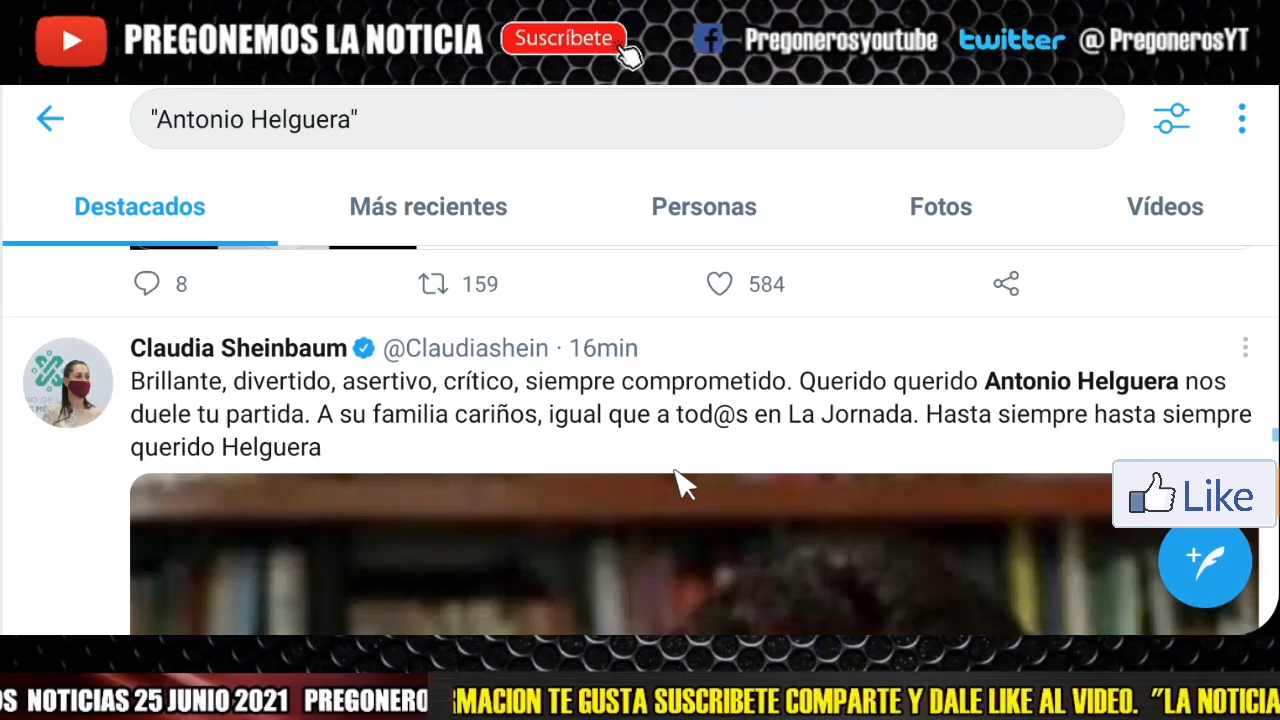 PREGONEMOS LA NOTICIA Suscríbete Pregonerosyoutube twitter @ PregonerosYT
"Antonio Helguera"
Destacados Más recientes Personas Fotos Vídeos
8 159 584
Claudia Sheinbaum @Claudiashein · 16min
Brillante, divertido, asertivo, crítico, siempre comprometido. Querido querido Antonio Helguera nos
duele tu partida. A su familia cariños, igual que a tod@s en La Jornada. Hasta siempre hasta siempre
querido Helguera
Like
OS NOTICIAS 25 JUNIO 2021 PREGONERO RMACION TE GUSTA SUSCRIBETE COMPARTE Y DALE LIKE AL VIDEO. "LA NOTICIA